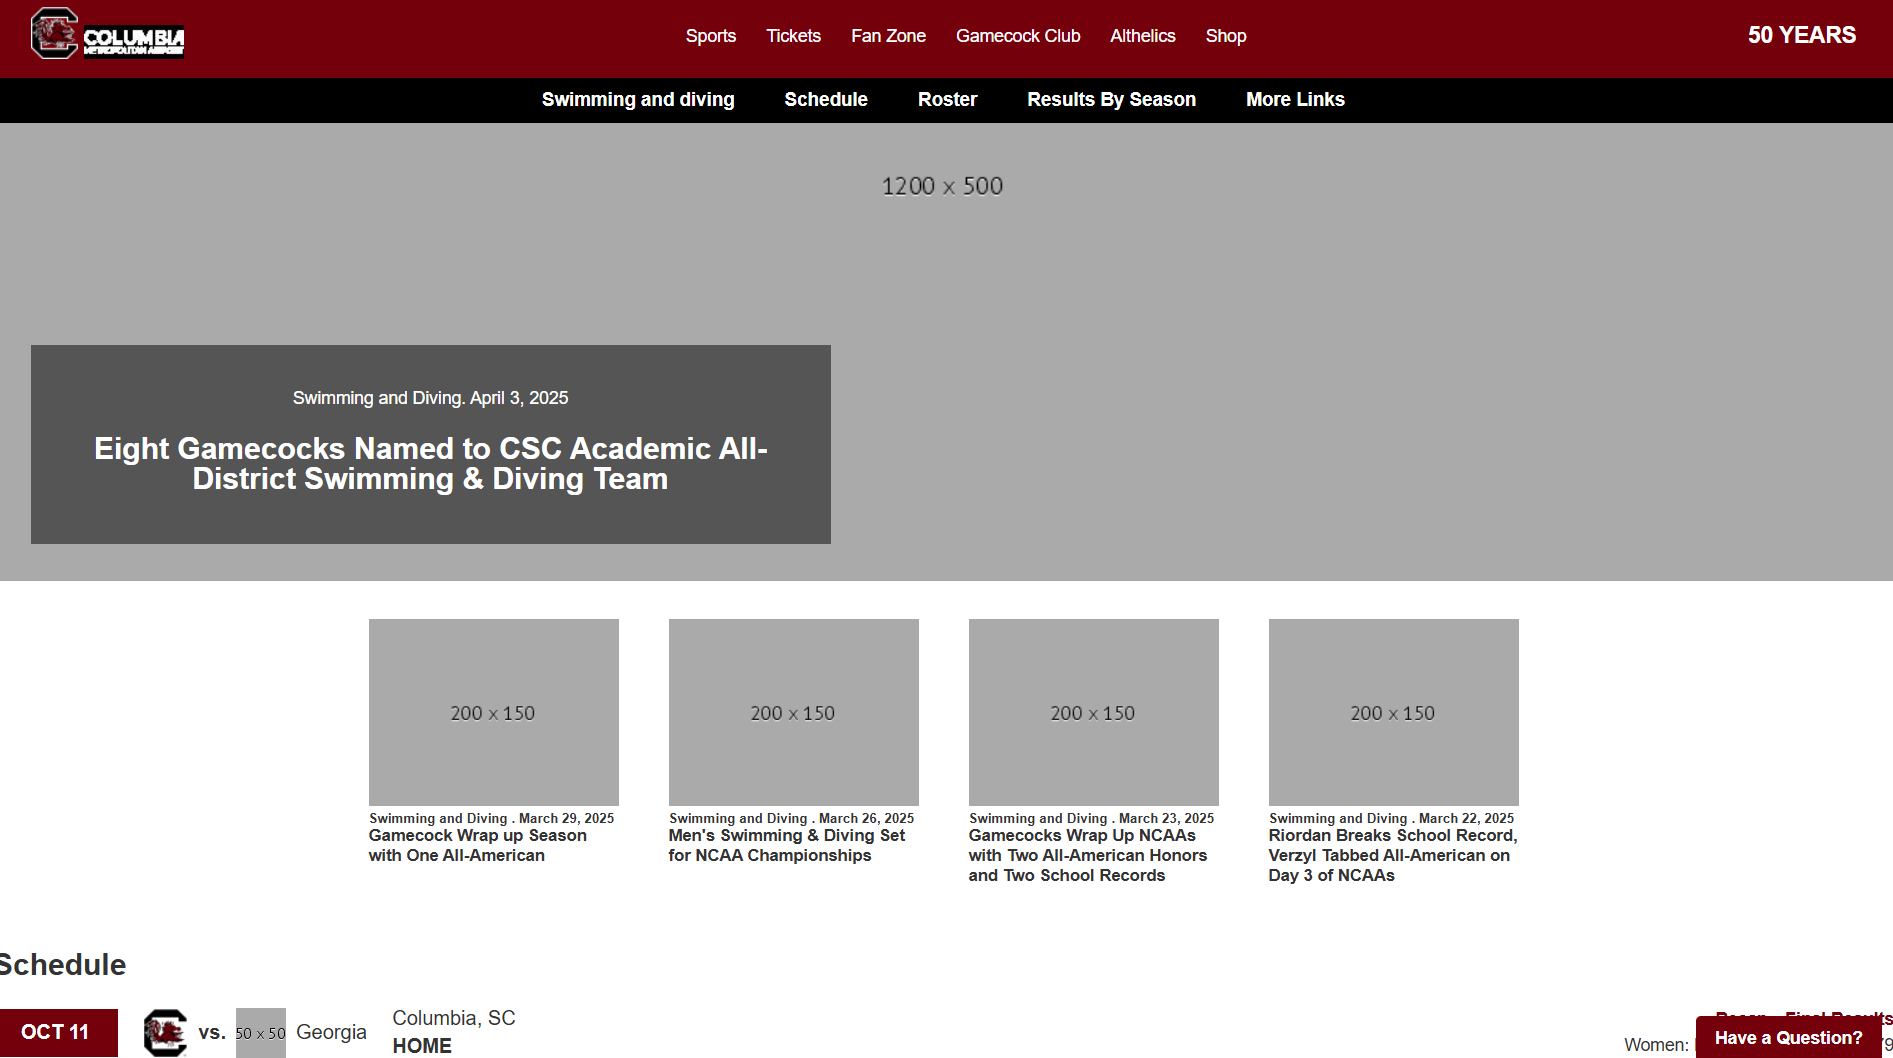 COLUMBIA
METROPOLITAN AIRPORT
Sports Tickets Fan Zone Gamecock Club Althelics Shop
50 YEARS
Swimming and diving Schedule Roster Results By Season More Links
1200 x 500
Swimming and Diving. April 3, 2025
Eight Gamecocks Named to CSC Academic All-
District Swimming & Diving Team
200 x 150
Swimming and Diving . March 29, 2025
Gamecock Wrap up Season
with One All-American
200 x 150
Swimming and Diving . March 26, 2025
Men's Swimming & Diving Set
for NCAA Championships
200 x 150
Swimming and Diving . March 23, 2025
Gamecocks Wrap Up NCAAs
with Two All-American Honors
and Two School Records
200 x 150
Swimming and Diving . March 22, 2025
Riordan Breaks School Record,
Verzyl Tabbed All-American on
Day 3 of NCAAs
Schedule
OCT 11
vs.
50 x 50
Georgia
Columbia, SC
HOME
Final Results
Women:
Have a Question?